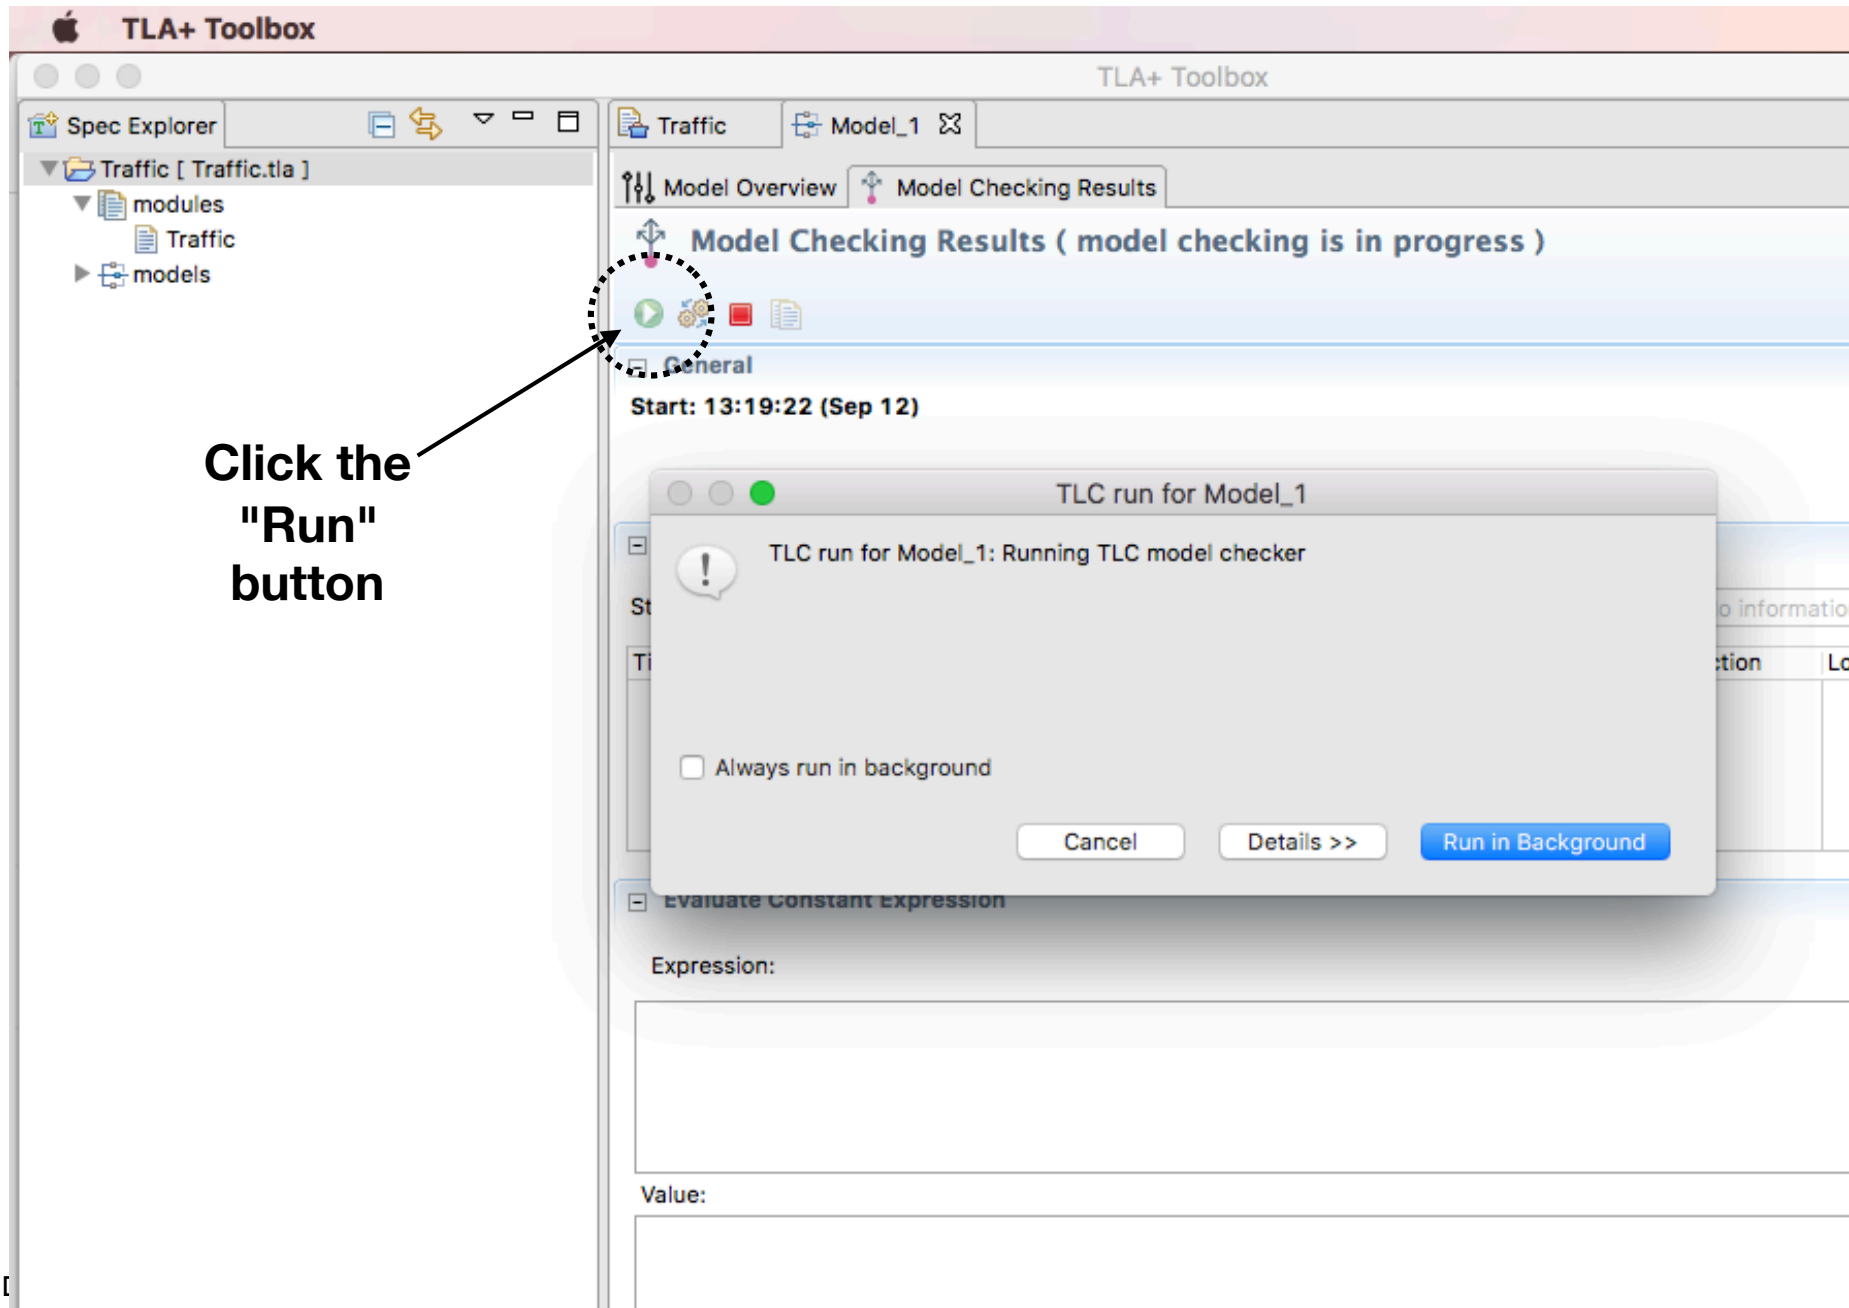 TLA+ Toolbox
TLA+ Toolbox
Spec Explorer
Traffic
Model_1
Traffic [ Traffic.tla ]
Model Overview
Model Checking Results
modules
Traffic
Model Checking Results ( model checking is in progress )
models
General
Start: 13:19:22 (Sep 12)
Click the
"Run"
button
TLC run for Model_1
TLC run for Model_1: Running TLC model checker
Always run in background
Cancel
Details >>
Run in Background
Evaluate Constant Expression
Expression:
Value: